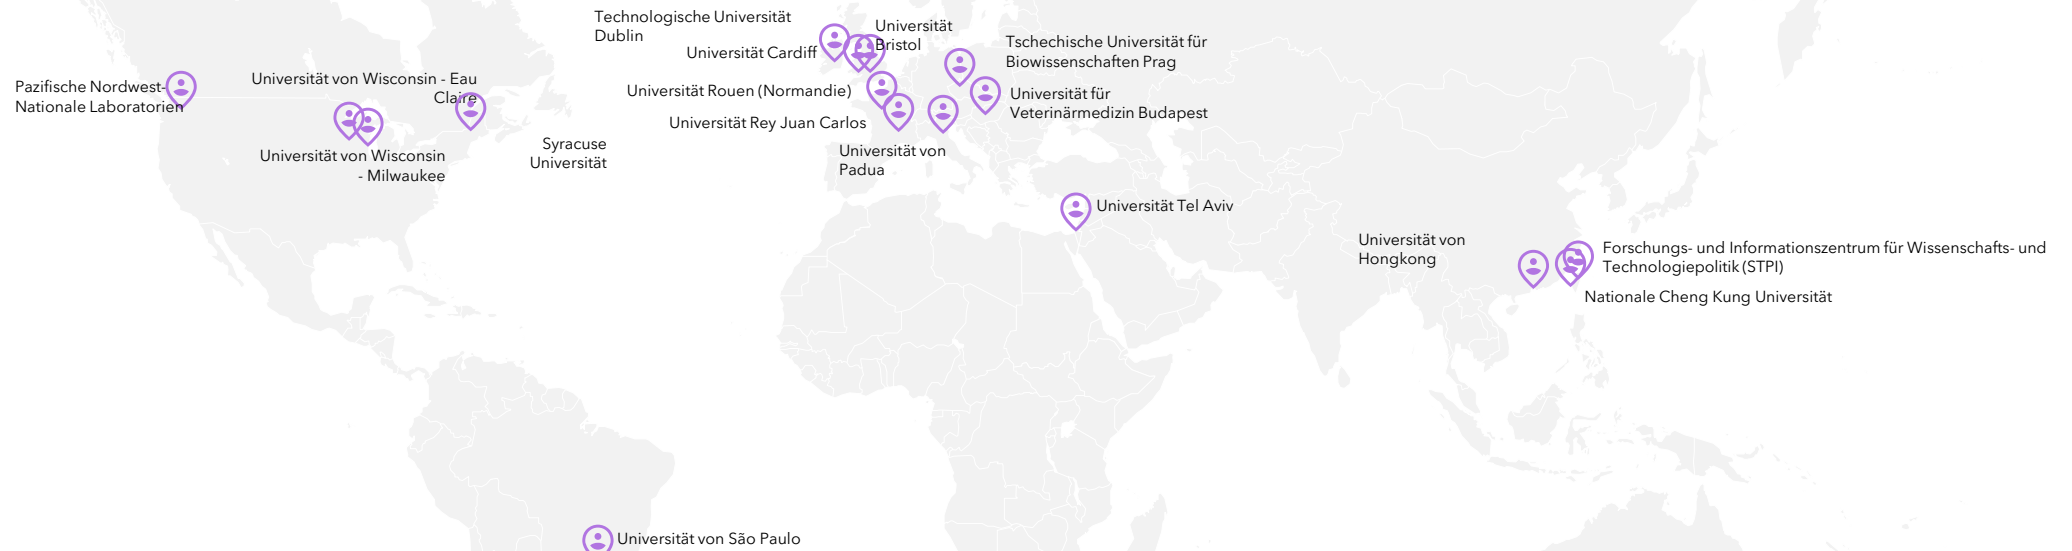 Technologische Universität
Dublin
Universität
Bristol
Universität Cardiff
Tschechische Universität für
Biowissenschaften Prag
Pazifische Nordwest-
Nationale Laboratorien
Universität von Wisconsin - Eau
Claire
Universität Rouen (Normandie)
Universität für
Veterinärmedizin Budapest
Universität Rey Juan Carlos
Universität von Wisconsin
- Milwaukee
Syracuse
Universität
Universität von
Padua
Universität Tel Aviv
Universität von
Hongkong
Forschungs- und Informationszentrum für Wissenschafts- und
Technologiepolitik (STPI)
Nationale Cheng Kung Universität
Universität von São Paulo